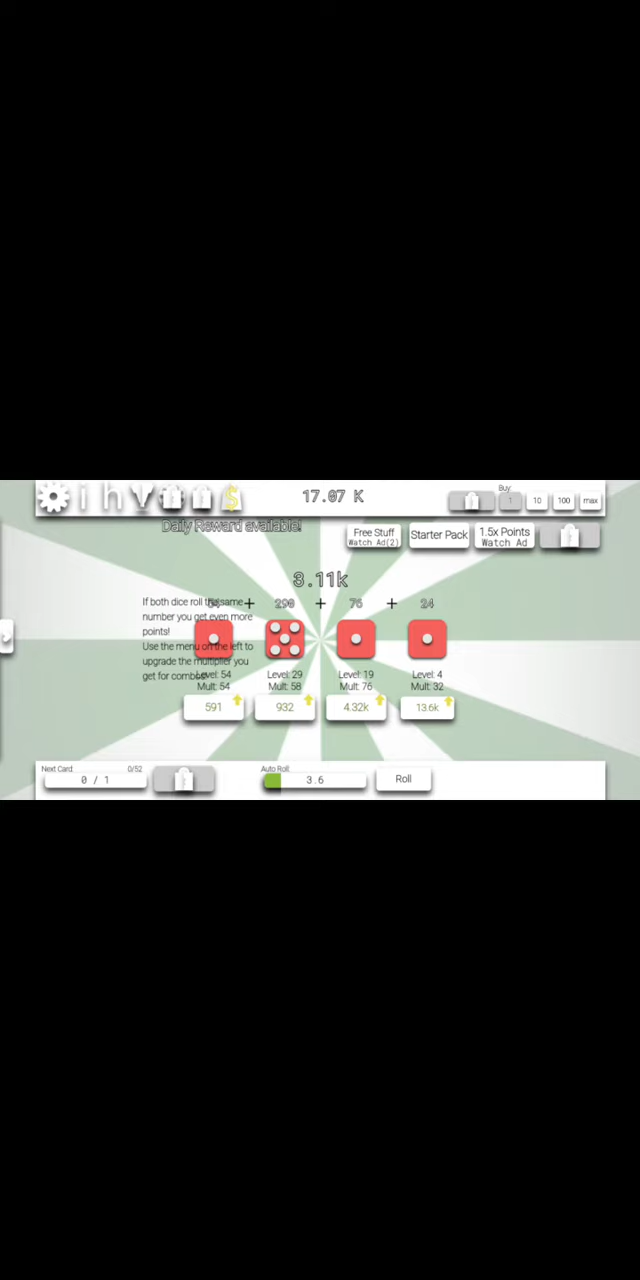 i h $ 17.07 K
Buy:
1 10 100 max
Daily Reward available!
Free Stuff
Watch Ad(2)
Starter Pack
1.5x Points
Watch Ad
3.11k
If both dice roll the same
number you get even more
points!
Use the menu on the left to
upgrade the multiplier you
get for combos!
+ 290 + 76 + 24
Level: 54 Level: 29 Level: 19 Level: 4
Mult: 54 Mult: 58 Mult: 76 Mult: 32
591 932 4.32k 13.6k
Next Card: 0/52
0 / 1
Auto Roll:
3.6
Roll